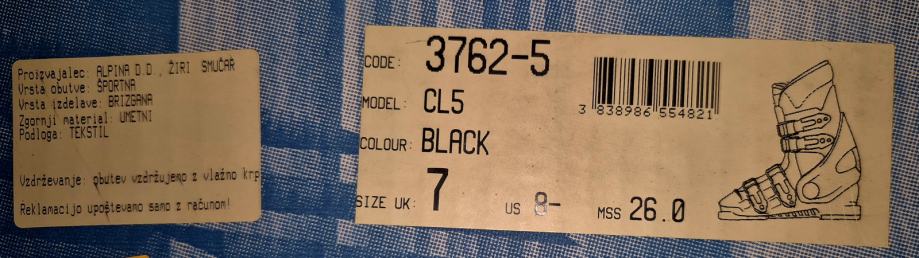 Proizvajalec: ALPINA D.D., ŽIRI SMUČAR
Vrsta obutve: ŠPORTNA
Vrsta izdelave: BRIZGANA
Zgornji material: UMETNI
Podloga: TEKSTIL
Vzdrževanje: obutev vzdržujemo z vlažno krp
Reklamacijo upoštevamo samo z računom!
CODE: 3762-5
MODEL: CL5
COLOUR: BLACK
SIZE UK: 7 US 8- MSS 26.0
3 838986 554821